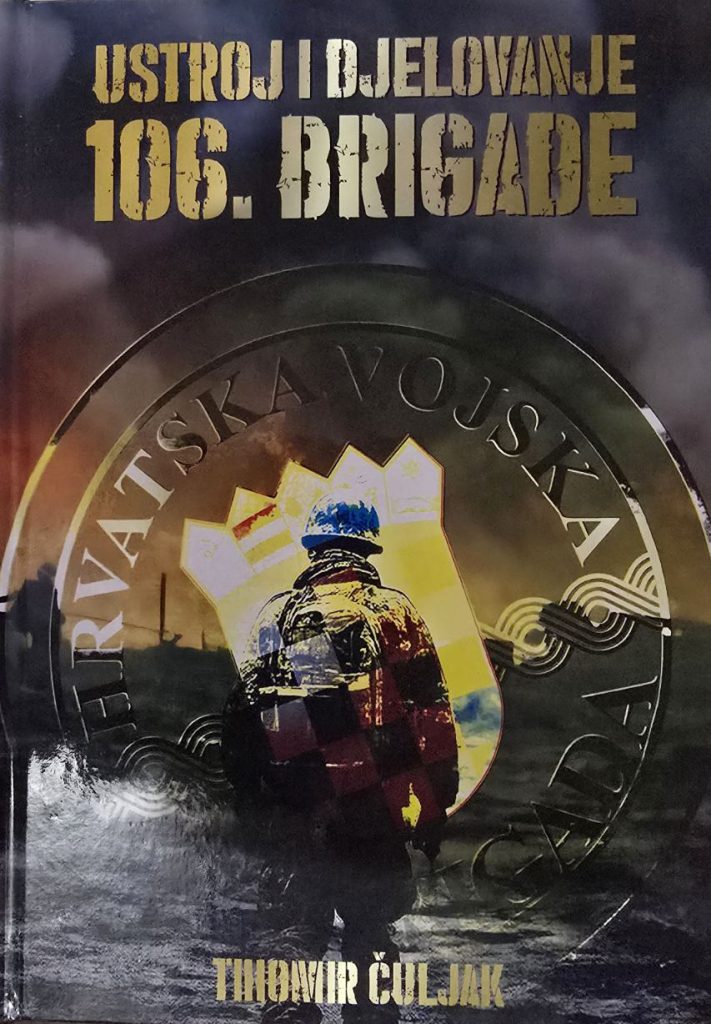 USTROJ I DJELOVANJE
106. BRIGADE
HRVATSKA VOJSKA
TIHOMIR ČULJAK